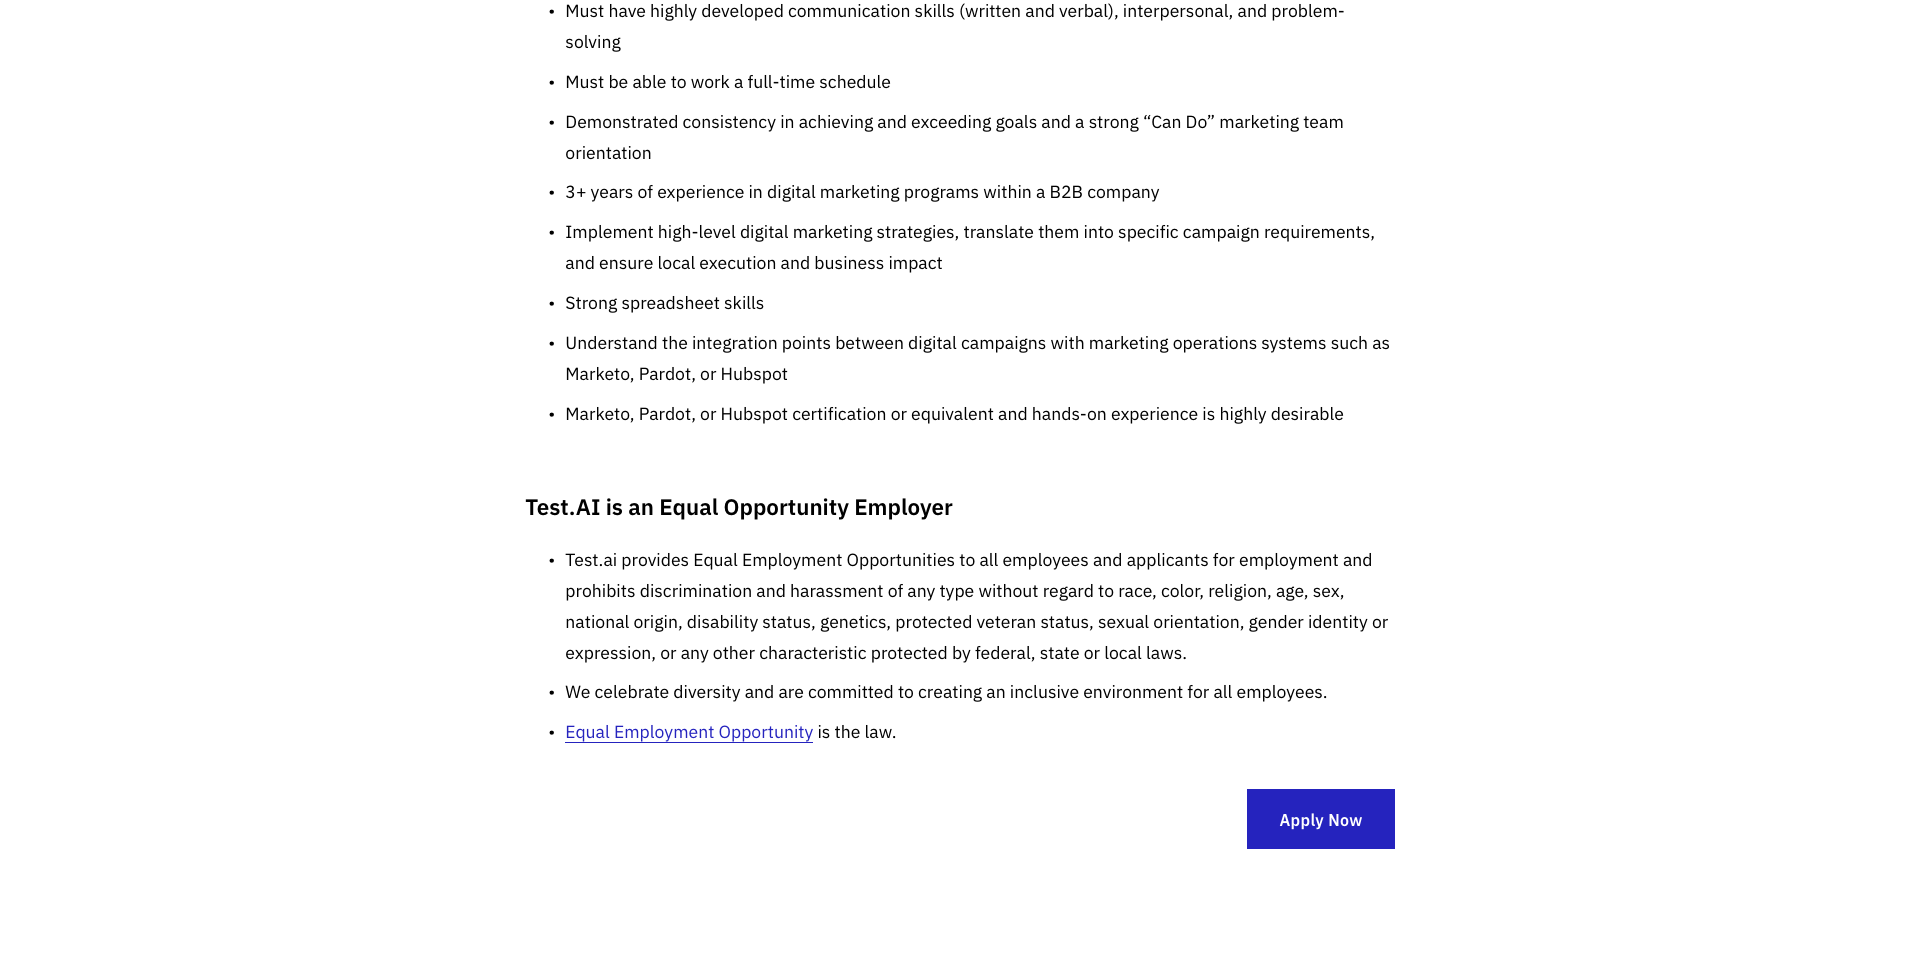 • Must have highly developed communication skills (written and verbal), interpersonal, and problem-
solving
• Must be able to work a full-time schedule
• Demonstrated consistency in achieving and exceeding goals and a strong “Can Do” marketing team
orientation
• 3+ years of experience in digital marketing programs within a B2B company
• Implement high-level digital marketing strategies, translate them into specific campaign requirements,
and ensure local execution and business impact
• Strong spreadsheet skills
• Understand the integration points between digital campaigns with marketing operations systems such as
Marketo, Pardot, or Hubspot
• Marketo, Pardot, or Hubspot certification or equivalent and hands-on experience is highly desirable
Test.AI is an Equal Opportunity Employer
• Test.ai provides Equal Employment Opportunities to all employees and applicants for employment and
prohibits discrimination and harassment of any type without regard to race, color, religion, age, sex,
national origin, disability status, genetics, protected veteran status, sexual orientation, gender identity or
expression, or any other characteristic protected by federal, state or local laws.
• We celebrate diversity and are committed to creating an inclusive environment for all employees.
• Equal Employment Opportunity is the law.
Apply Now